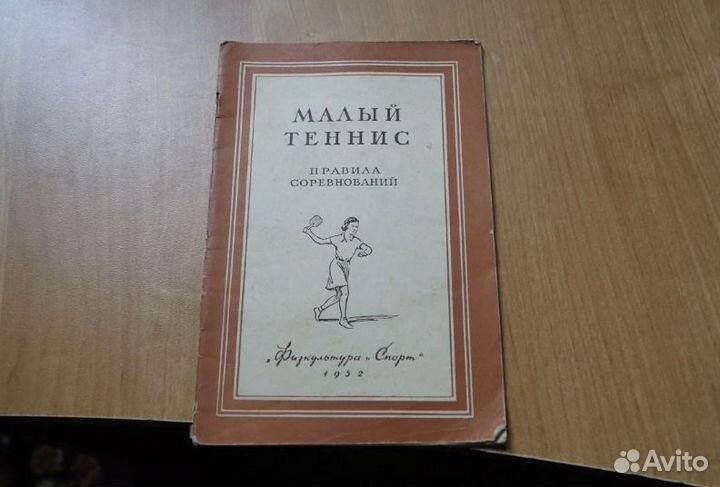 МАЛЫЙ
ТЕННИС
ПРАВИЛА
СОРЕВНОВАНИЙ
„Физкультура и Спорт“
1952
Avito